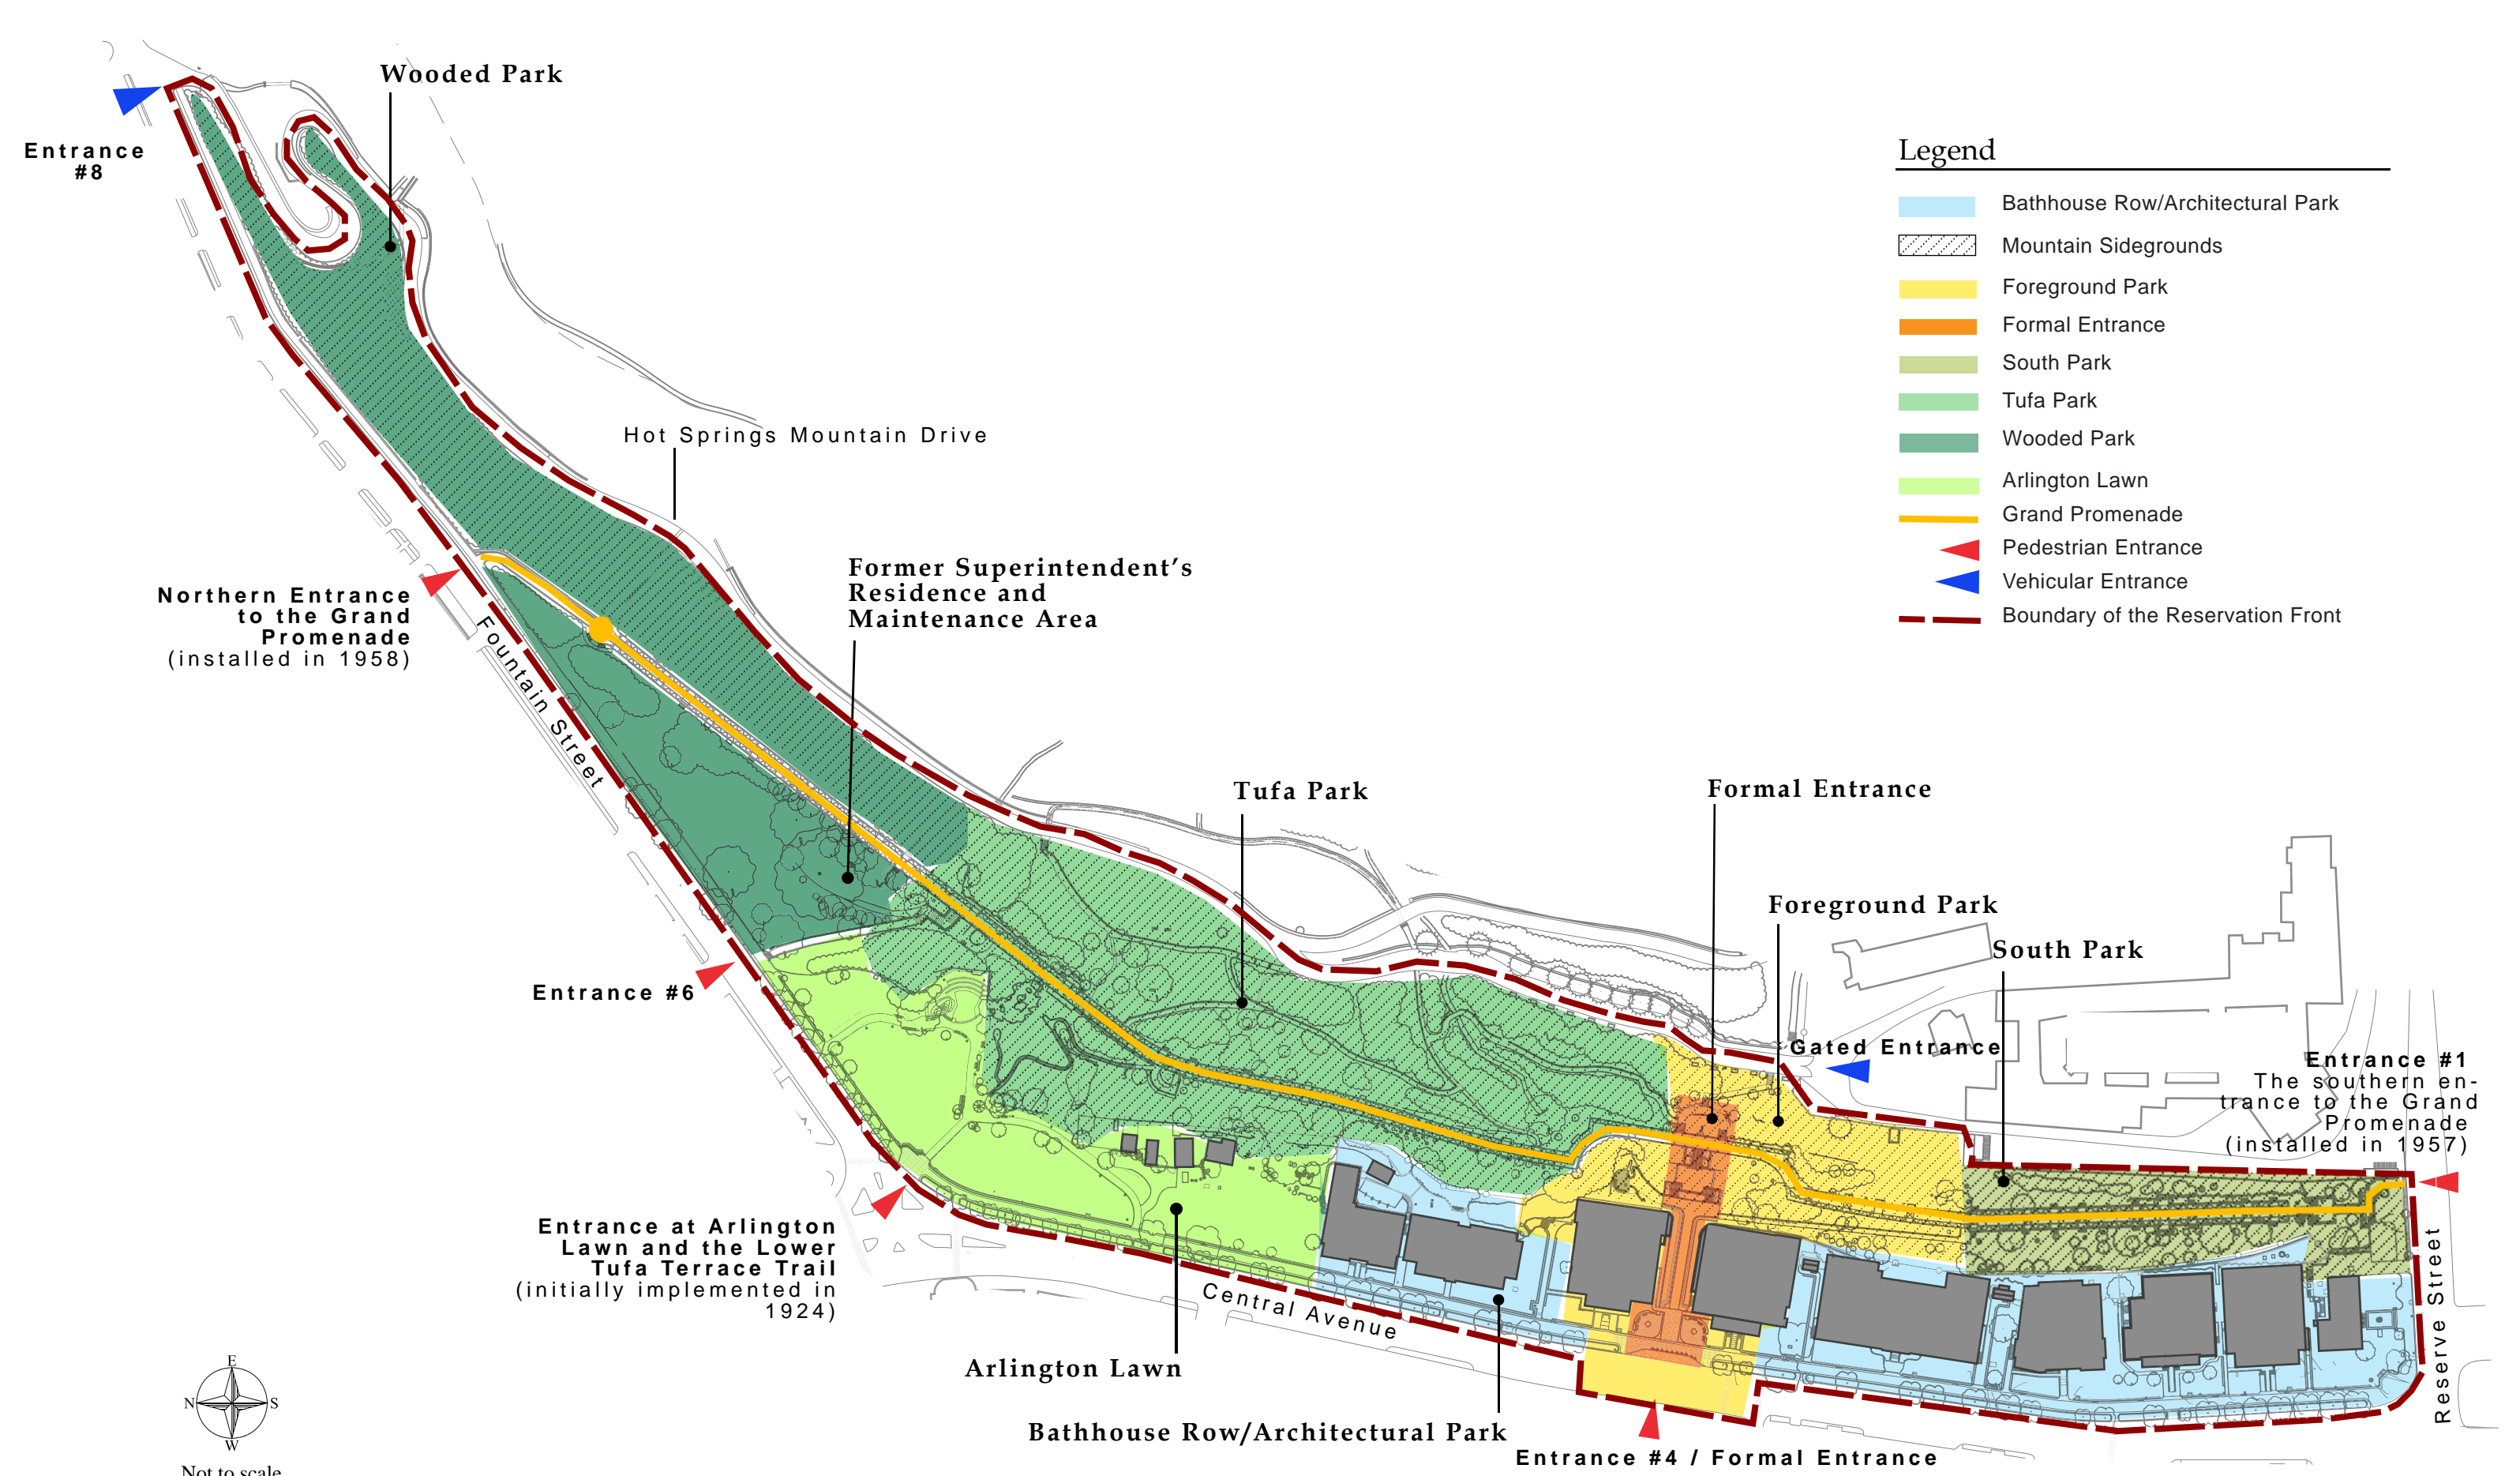 Wooded Park
Entrance
#8
Legend
Bathhouse Row/Architectural Park
Mountain Sidegrounds
Foreground Park
Formal Entrance
South Park
Tufa Park
Wooded Park
Arlington Lawn
Grand Promenade
Pedestrian Entrance
Vehicular Entrance
Boundary of the Reservation Front
Hot Springs Mountain Drive
Former Superintendent's
Residence and
Maintenance Area
Northern Entrance
to the Grand
Promenade
(installed in 1958)
Fountain Street
Tufa Park
Formal Entrance
Foreground Park
South Park
Entrance #6
Gated Entrance
Entrance #1
The southern en-
trance to the Grand
Promenade
(installed in 1957)
Entrance at Arlington
Lawn and the Lower
Tufa Terrace Trail
(initially implemented in
1924)
Central Avenue
Reserve Street
Arlington Lawn
Bathhouse Row/Architectural Park
Entrance #4 / Formal Entrance
E
N
S
W
Not to scale